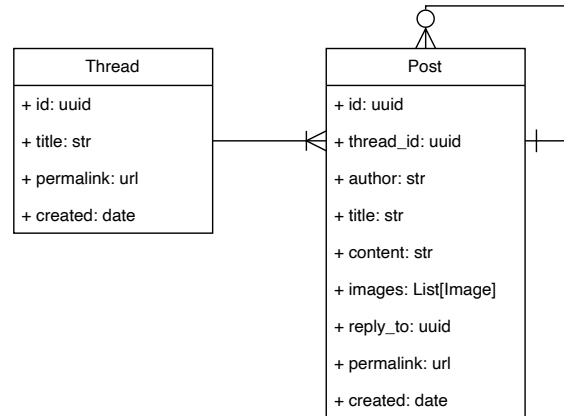 Thread
+ id: uuid
+ title: str
+ permalink: url
+ created: date
Post
+ id: uuid
+ thread_id: uuid
+ author: str
+ title: str
+ content: str
+ images: List[Image]
+ reply_to: uuid
+ permalink: url
+ created: date